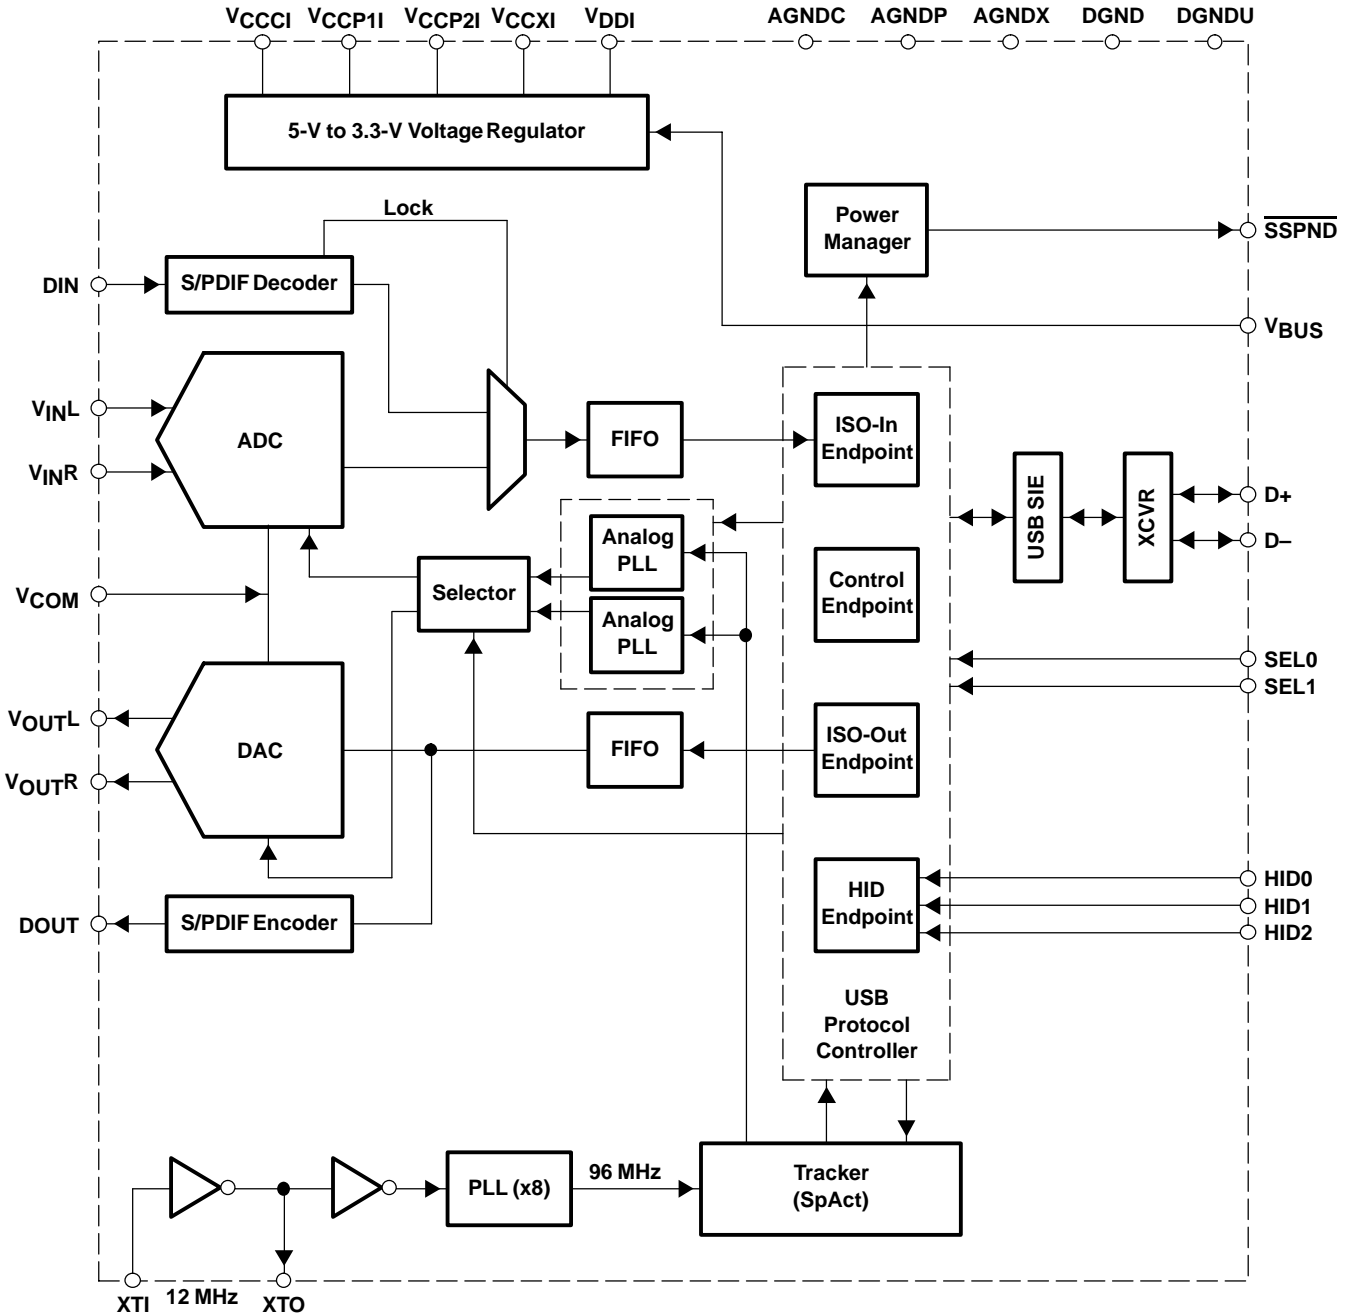 VCCCI VCCP1I VCCP2I VCCXI VDDI AGNDC AGNDP AGNDX DGND DGNDU
5-V to 3.3-V Voltage Regulator
Lock
Power
Manager
SSPND
DIN
S/PDIF Decoder
VBUS
VINL
ADC
VINR
FIFO
ISO-In
Endpoint
USB SIE
XCVR
D+
D–
Analog
PLL
Selector
Analog
PLL
Control
Endpoint
VCOM
SEL0
SEL1
VOUTL
DAC
VOUTR
FIFO
ISO-Out
Endpoint
HID
Endpoint
HID0
HID1
HID2
DOUT
S/PDIF Encoder
USB
Protocol
Controller
PLL (x8)
96 MHz
Tracker
(SpAct)
XTI
12 MHz
XTO